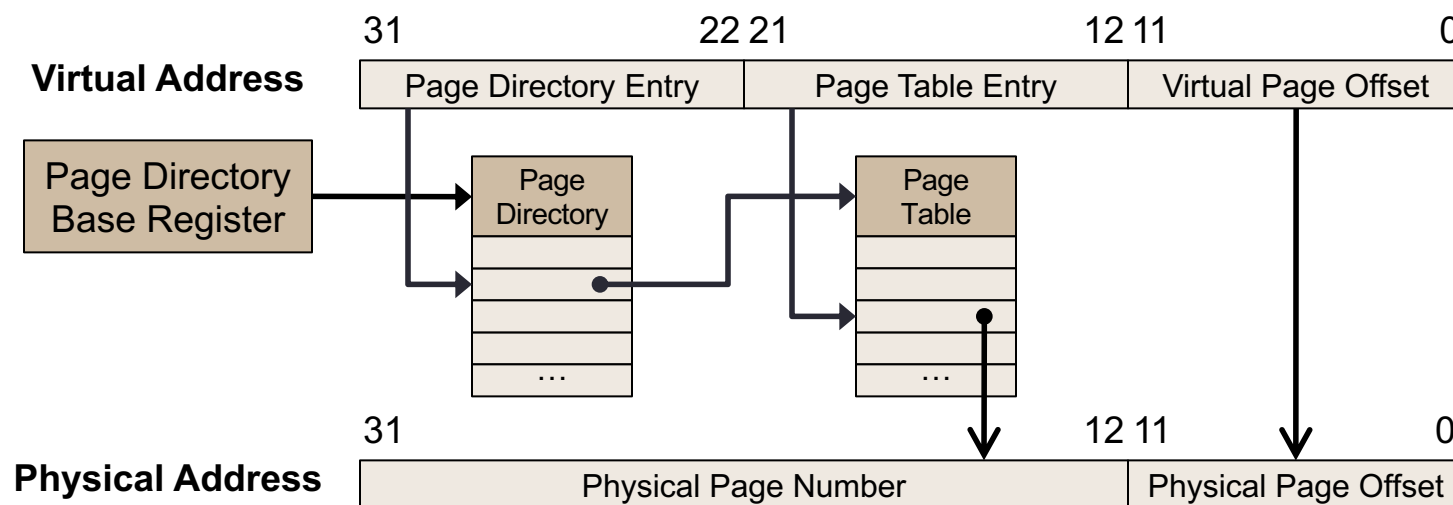 31 22 21 12 11 0
Virtual Address
Page Directory Entry Page Table Entry Virtual Page Offset
Page Directory
Base Register
Page
Directory
…
Page
Table
…
31 12 11 0
Physical Address
Physical Page Number Physical Page Offset